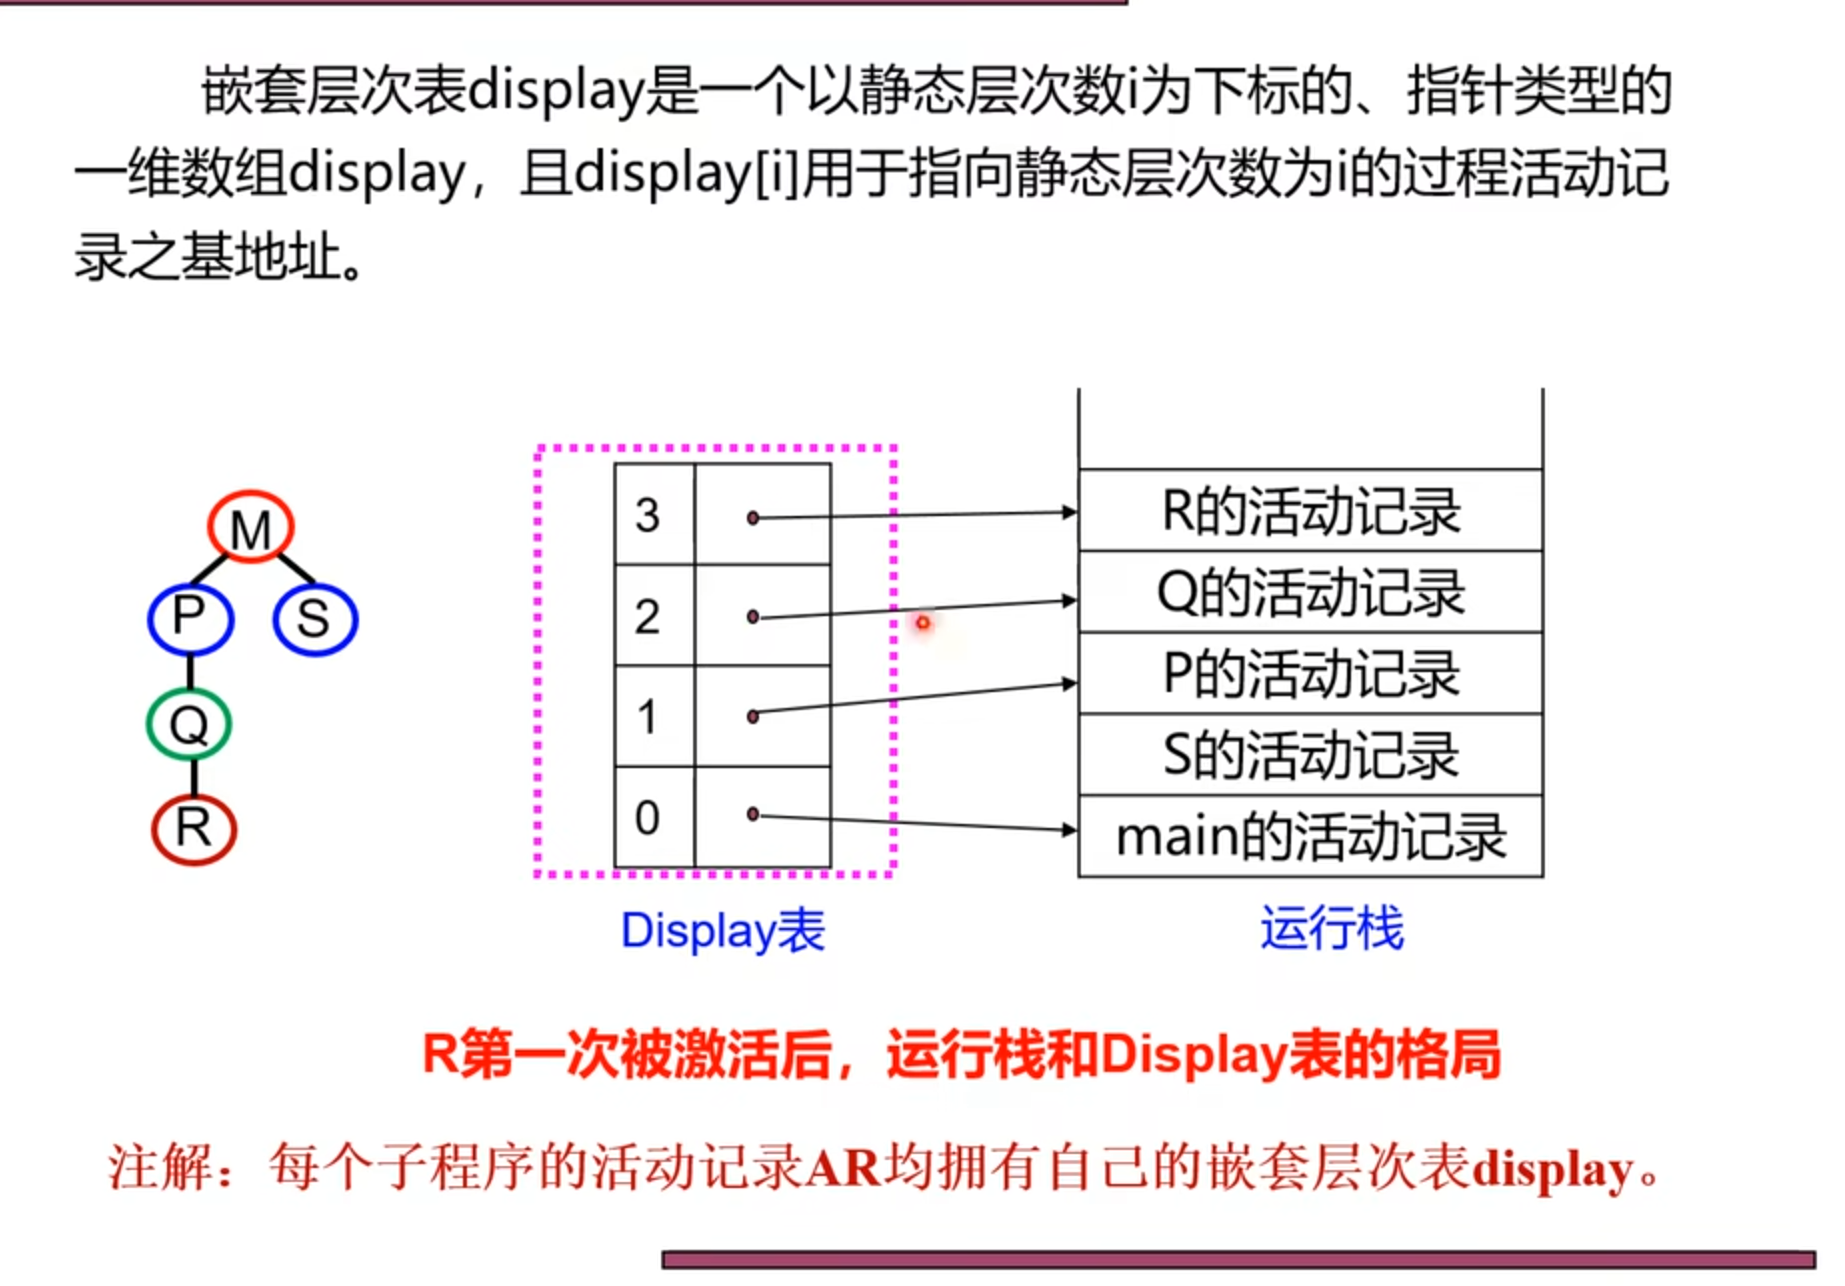 嵌套层次表display是一个以静态层次数i为下标的、指针类型的
一维数组display，且display[i]用于指向静态层次数为i的过程活动记
录之基地址。
M
P
S
Q
R
3
2
1
0
Display表
R的活动记录
Q的活动记录
P的活动记录
S的活动记录
main的活动记录
运行栈
R第一次被激活后，运行栈和Display表的格局
注解：每个子程序的活动记录AR均拥有自己的嵌套层次表display。